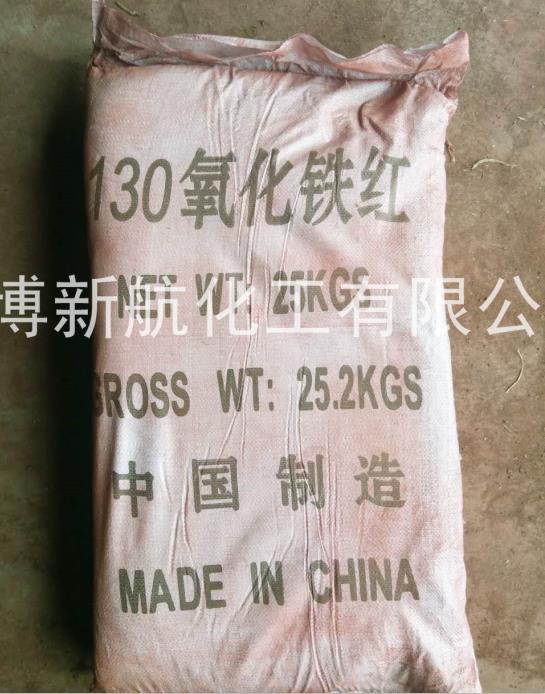 130氧化铁红
NET WT: 25KGS
博新航化工有限公
GROSS WT: 25.2KGS
中国制造
MADE IN CHINA